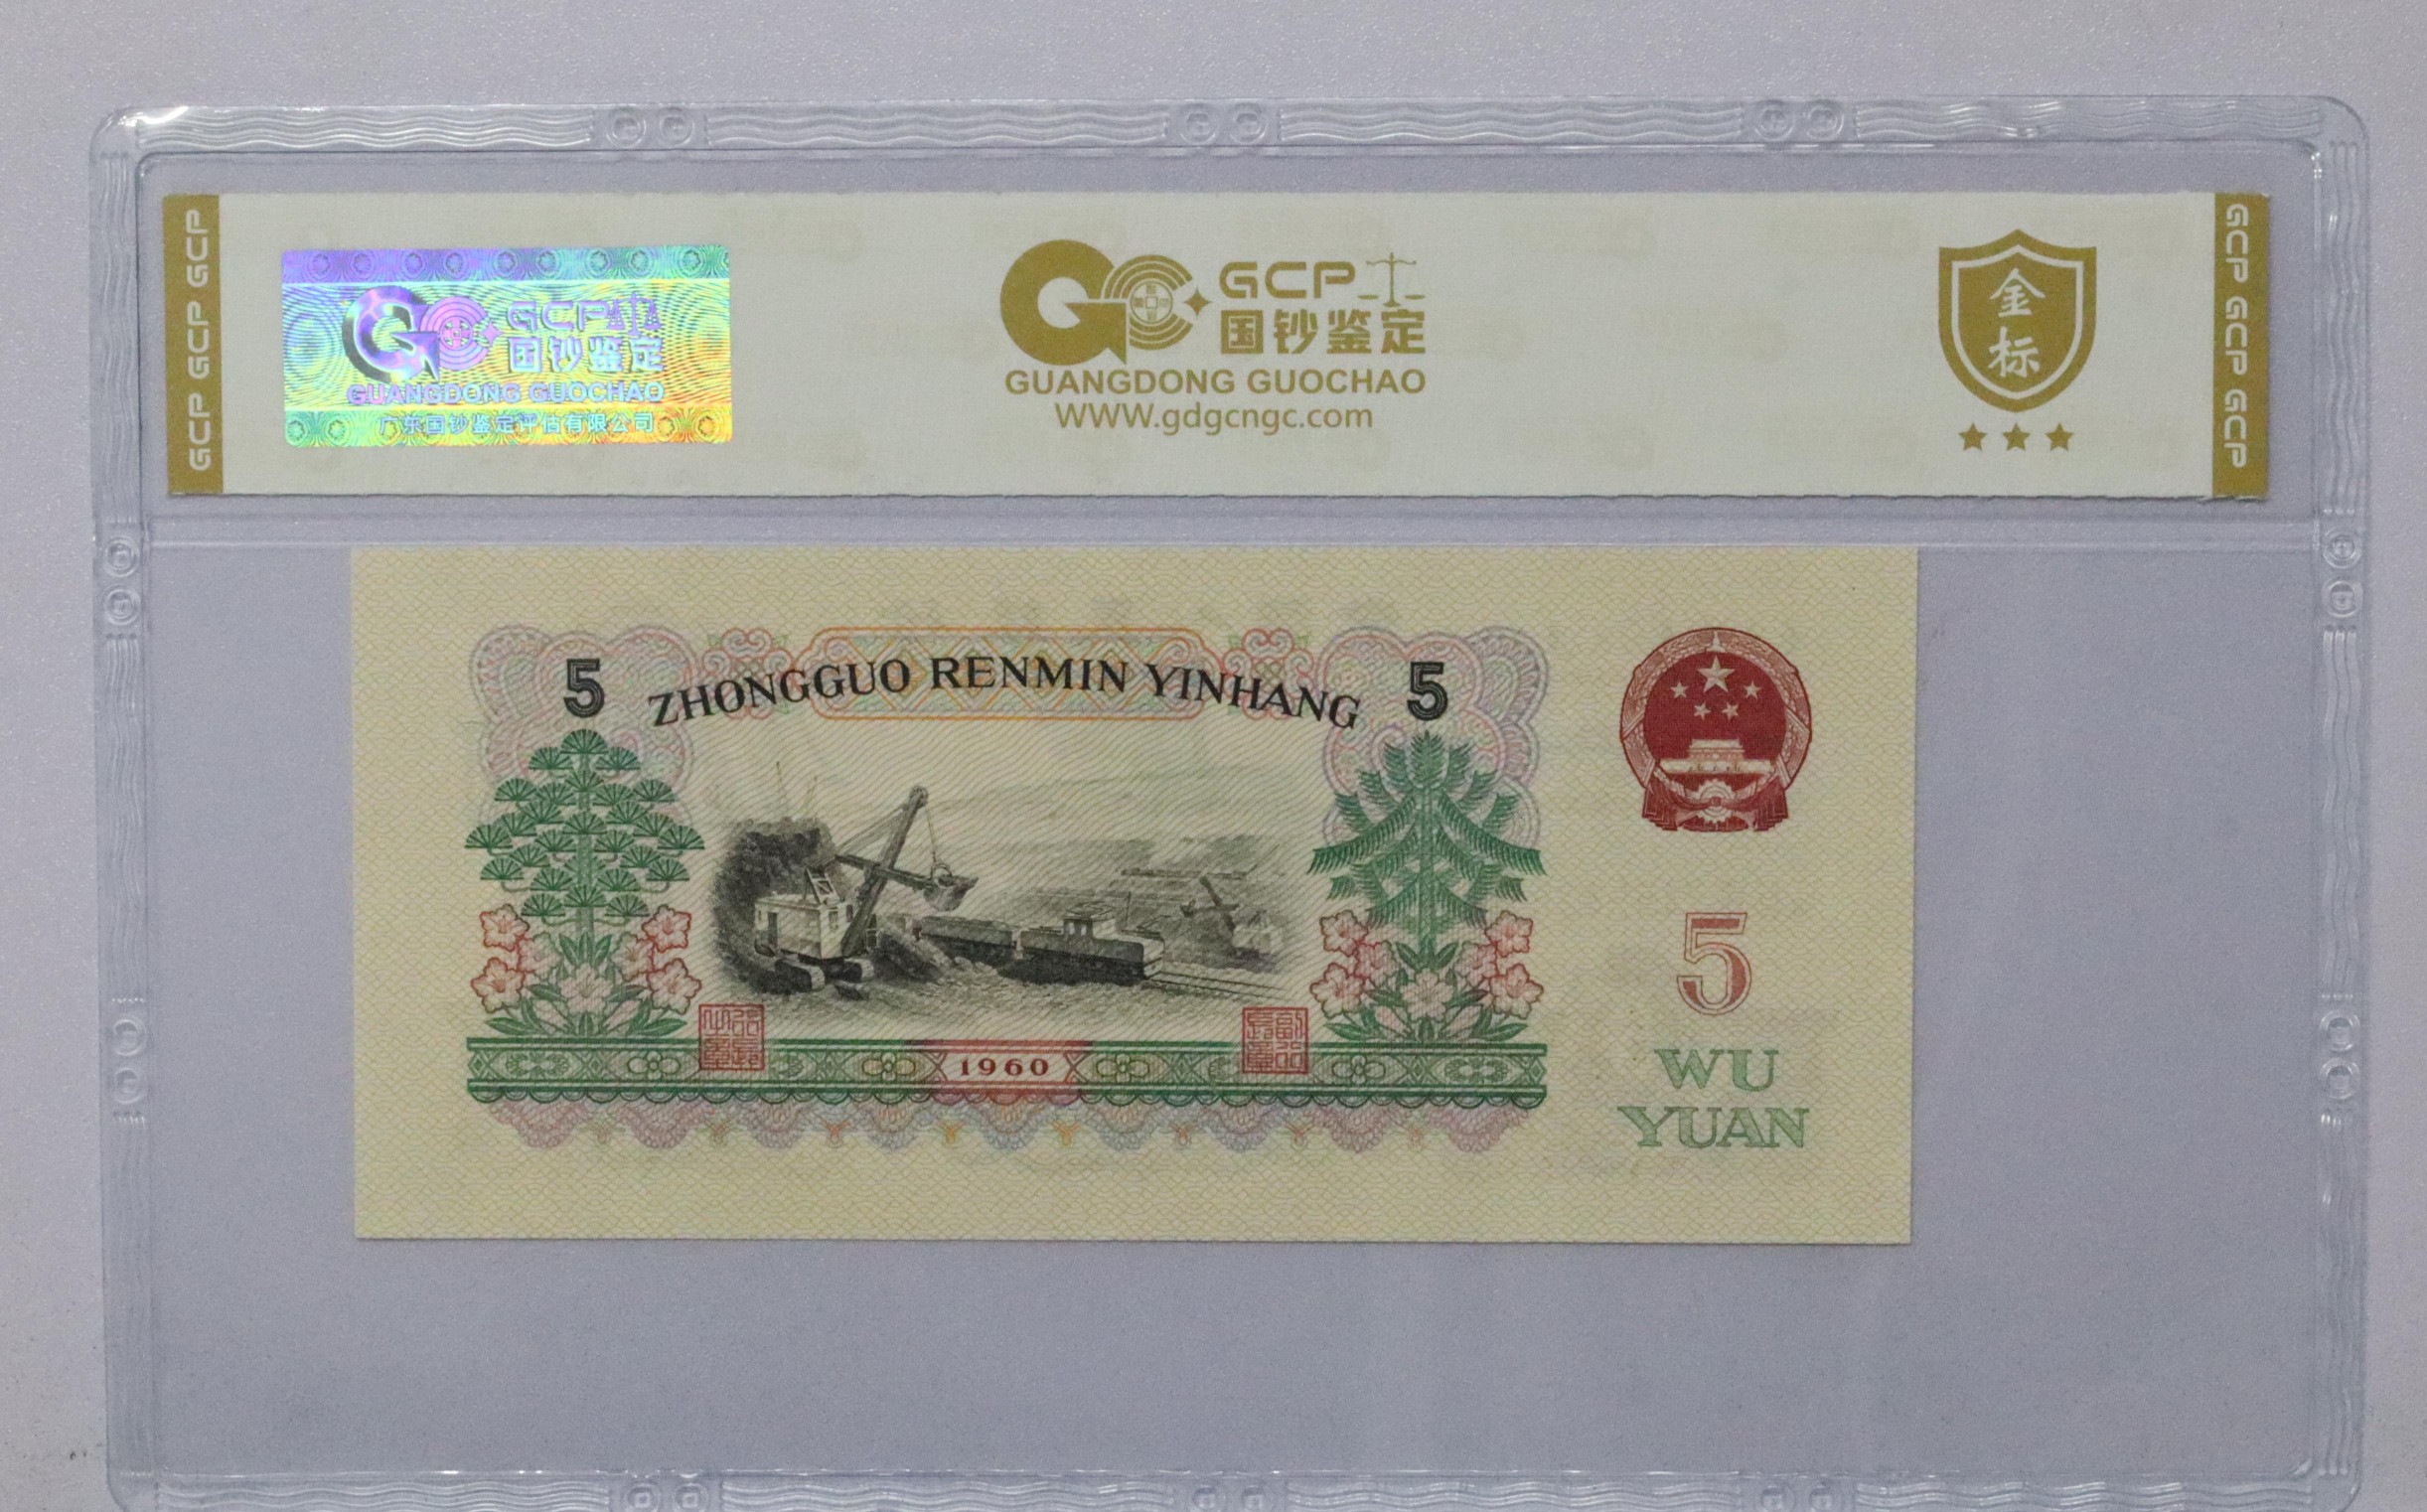 GCP GCP GCP
GCP
国钞鉴定
GUANGDONG GUOCHAO
广东国钞鉴定评估有限公司
GCP
国钞鉴定
GUANGDONG GUOCHAO
WWW.gdgcngc.com
金
标
GCP GCP GCP
5 ZHONGGUO RENMIN YINHANG 5
1960
5
WU
YUAN